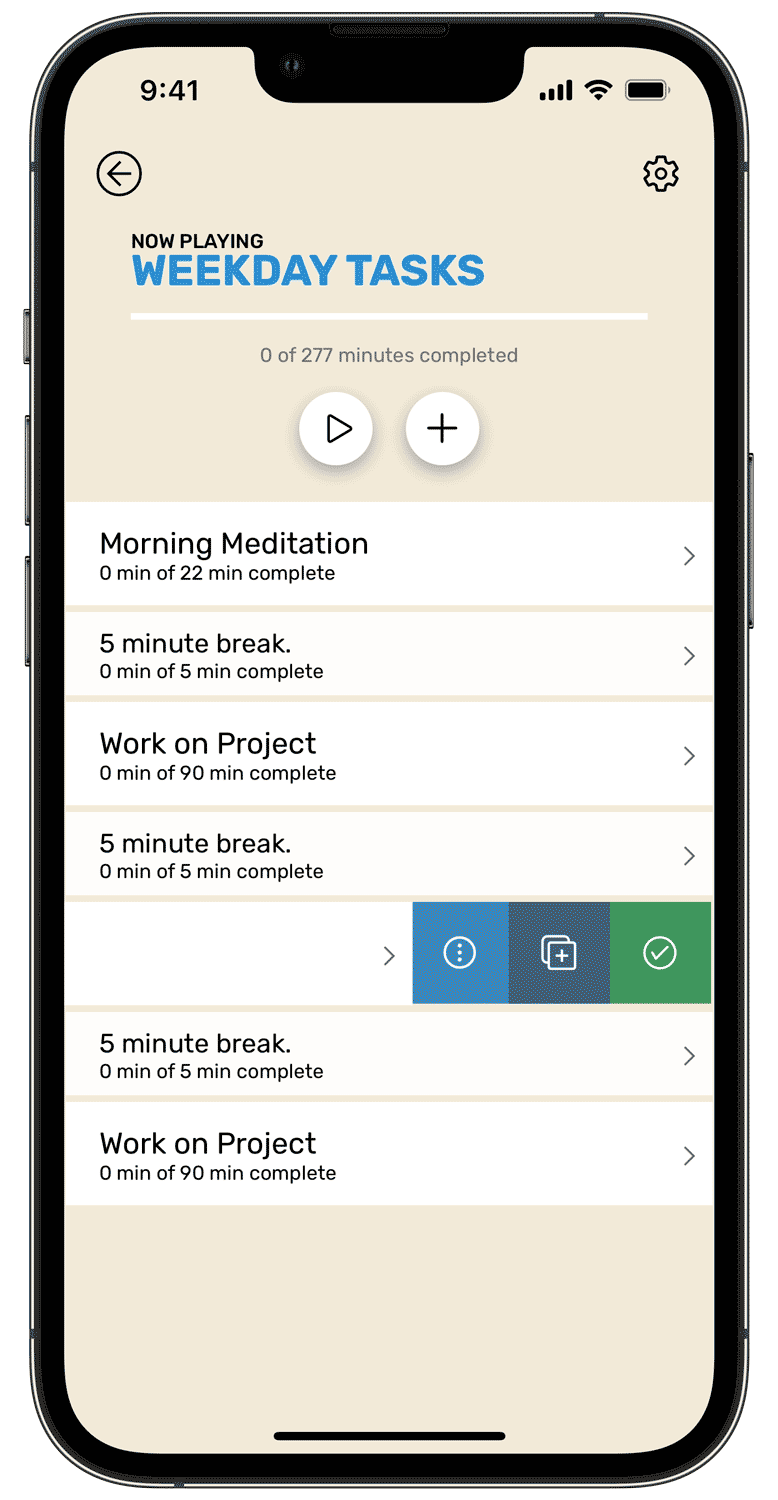 9:41
NOW PLAYING
WEEKDAY TASKS
0 of 277 minutes completed
Morning Meditation
0 min of 22 min complete
5 minute break.
0 min of 5 min complete
Work on Project
0 min of 90 min complete
5 minute break.
0 min of 5 min complete
5 minute break.
0 min of 5 min complete
Work on Project
0 min of 90 min complete